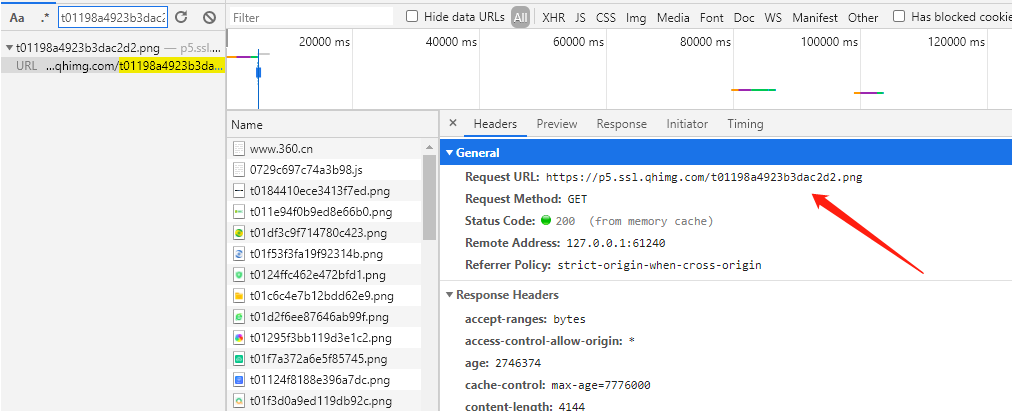 Aa .* t01198a4923b3dac2
t01198a4923b3dac2d2.png — p5.ssl....
URL ...qhimg.com/t01198a4923b3da...
Filter
Hide data URLs All XHR JS CSS Img Media Font Doc WS Manifest Other Has blocked cookie
20000 ms 40000 ms 60000 ms 80000 ms 100000 ms 120000 ms
Name
www.360.cn
0729c697c74a3b98.js
t0184410ece3413f7ed.png
t011e94f0b9ed8e66b0.png
t01df3c9f714780c423.png
t01f53f3fa19f92314b.png
t0124ffc462e472bfd1.png
t01c6c4e7b12bdd62e9.png
t01d2f6ee87646ab99f.png
t01295f3bb119d3e1c2.png
t01f7a372a6e5f85745.png
t01124f8188e396a7dc.png
t01f3d0a9ed119db92c.png
× Headers Preview Response Initiator Timing
General
Request URL: https://p5.ssl.qhimg.com/t01198a4923b3dac2d2.png
Request Method: GET
Status Code: 200 (from memory cache)
Remote Address: 127.0.0.1:61240
Referrer Policy: strict-origin-when-cross-origin
Response Headers
accept-ranges: bytes
access-control-allow-origin: *
age: 2746374
cache-control: max-age=7776000
content-length: 4144